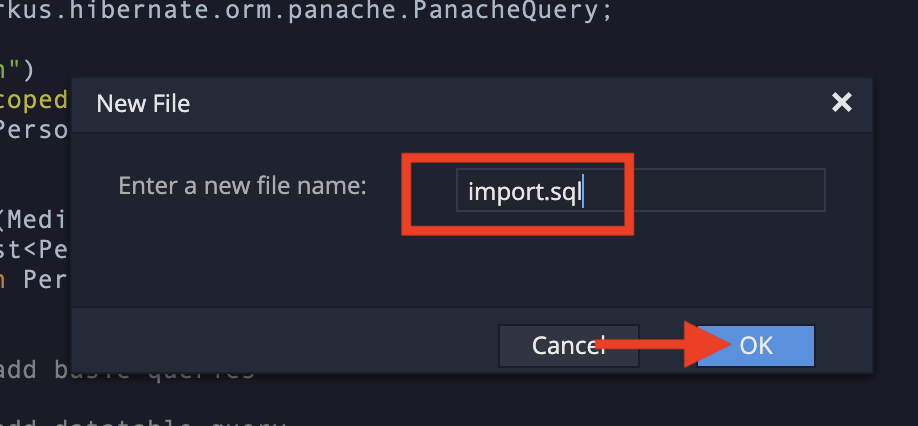 rkus.hibernate.orm.panache.PanacheQuery;
n")
coped
Perso
New File
Enter a new file name:
import.sql
(Medi
st<Pe
n Per
Cancel
OK
add basic queries
add datatable query